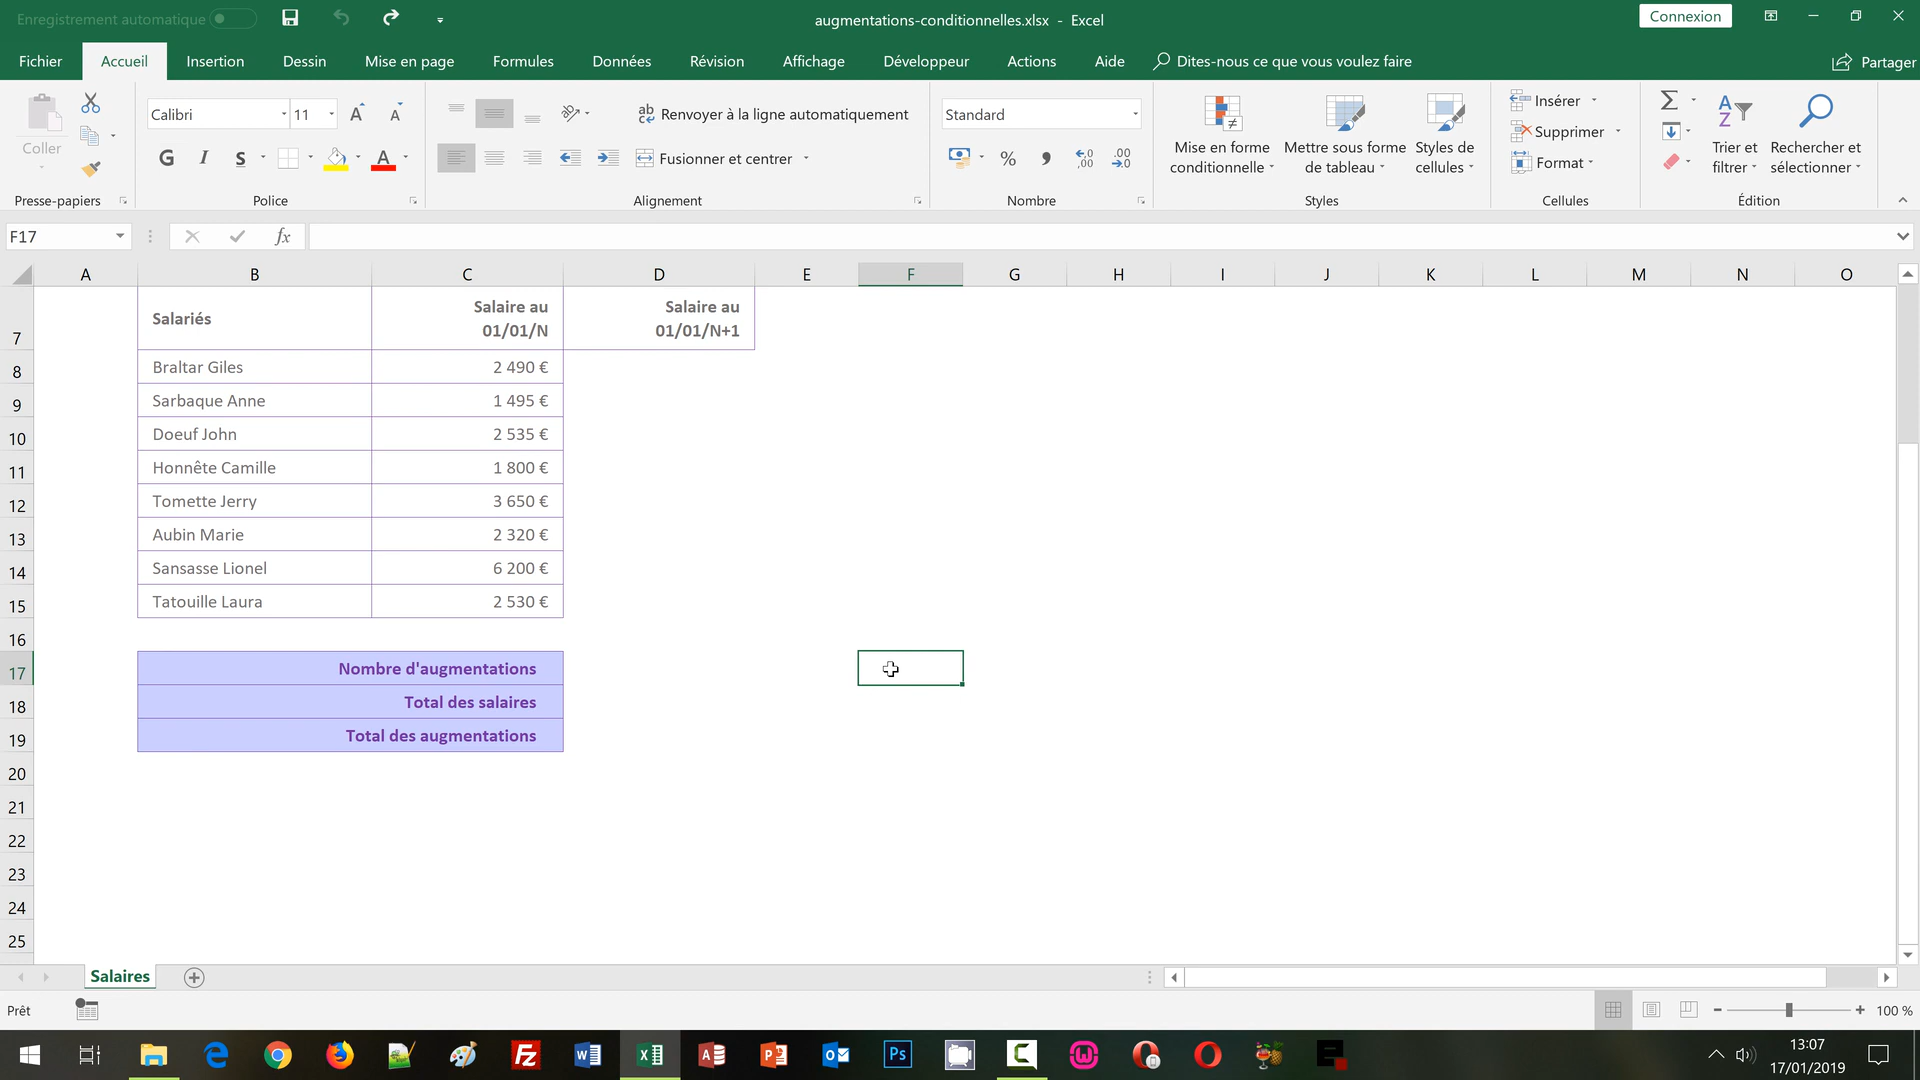 Enregistrement automatique
augmentations-conditionnelles.xlsx - Excel
Connexion
Fichier Accueil Insertion Dessin Mise en page Formules Données Révision Affichage Développeur Actions Aide Dites-nous ce que vous voulez faire Partager
Coller
Presse-papiers
Calibri 11
G I S A
Police
Renvoyer à la ligne automatiquement
Fusionner et centrer
Alignement
Standard
%
Nombre
Mise en forme conditionnelle
Mettre sous forme de tableau
Styles de cellules
Styles
Insérer
Supprimer
Format
Cellules
Trier et filtrer
Rechercher et sélectionner
Édition
F17 fx
A B C D E F G H I J K L M N O
7 Salariés Salaire au 01/01/N Salaire au 01/01/N+1
8 Braltar Giles 2 490 €
9 Sarbaque Anne 1 495 €
10 Doeuf John 2 535 €
11 Honnête Camille 1 800 €
12 Tomette Jerry 3 650 €
13 Aubin Marie 2 320 €
14 Sansasse Lionel 6 200 €
15 Tatouille Laura 2 530 €
16
17 Nombre d'augmentations
18 Total des salaires
19 Total des augmentations
20
21
22
23
24
25
Salaires
Prêt
100 %
13:07
17/01/2019